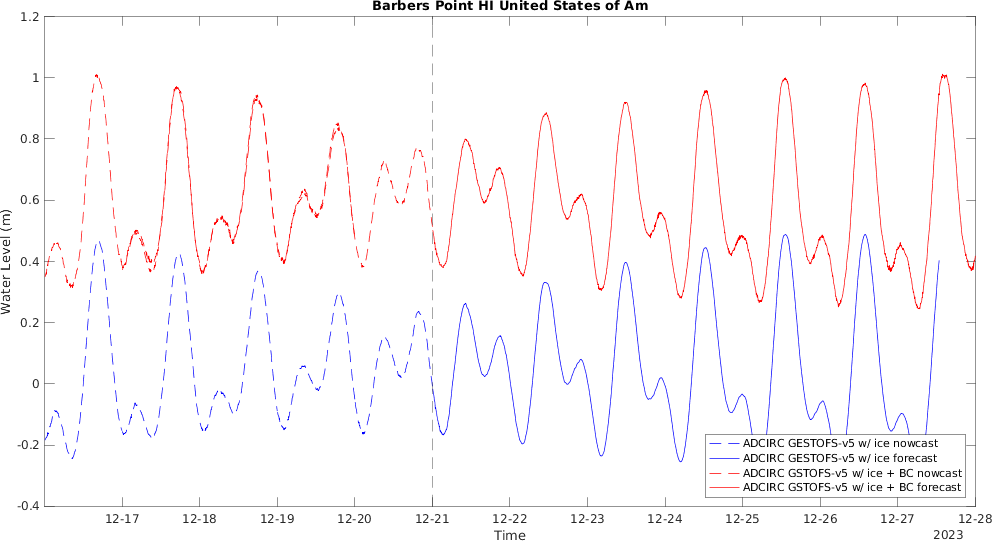 Barbers Point HI United States of Am
1.2
1
0.8
0.6
0.4
0.2
0
-0.2
-0.4
Water Level (m)
ADCIRC GESTOFS-v5 w/ ice nowcast
ADCIRC GESTOFS-v5 w/ ice forecast
ADCIRC GSTOFS-v5 w/ ice + BC nowcast
ADCIRC GSTOFS-v5 w/ ice + BC forecast
12-17 12-18 12-19 12-20 12-21 12-22 12-23 12-24 12-25 12-26 12-27 12-28
Time
2023